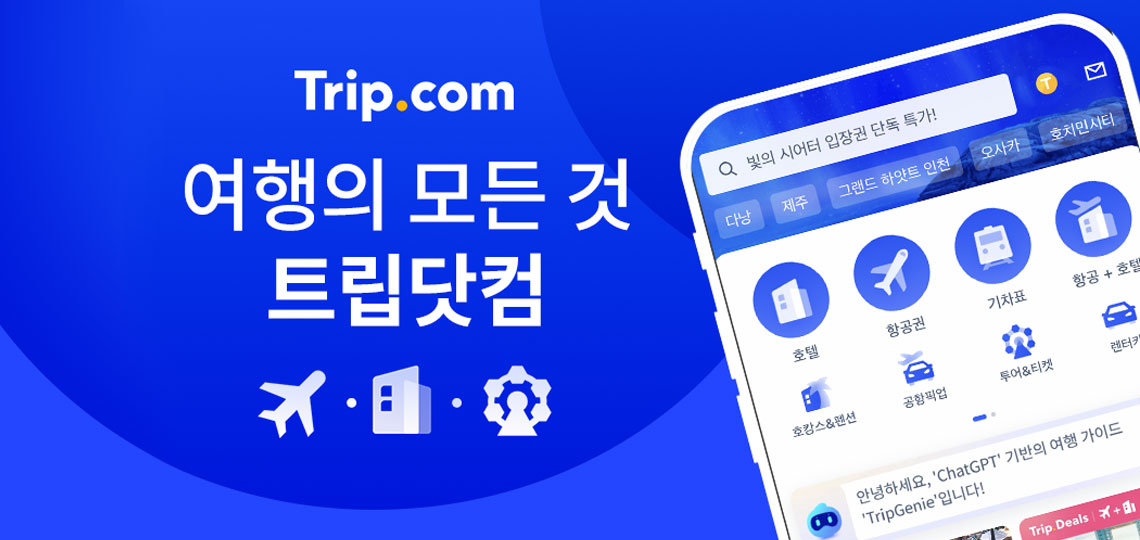 Trip.com
여행의 모든 것
트립닷컴
빛의 시어터 입장권 단독 특가!
다낭
제주
그랜드 하얏트 인천
오사카
호치민시티
호텔
항공권
기차표
항공 + 호텔
호캉스&펜션
공항픽업
투어&티켓
렌터카
안녕하세요, 'ChatGPT' 기반의 여행 가이드
'TripGenie'입니다!
Trip Deals